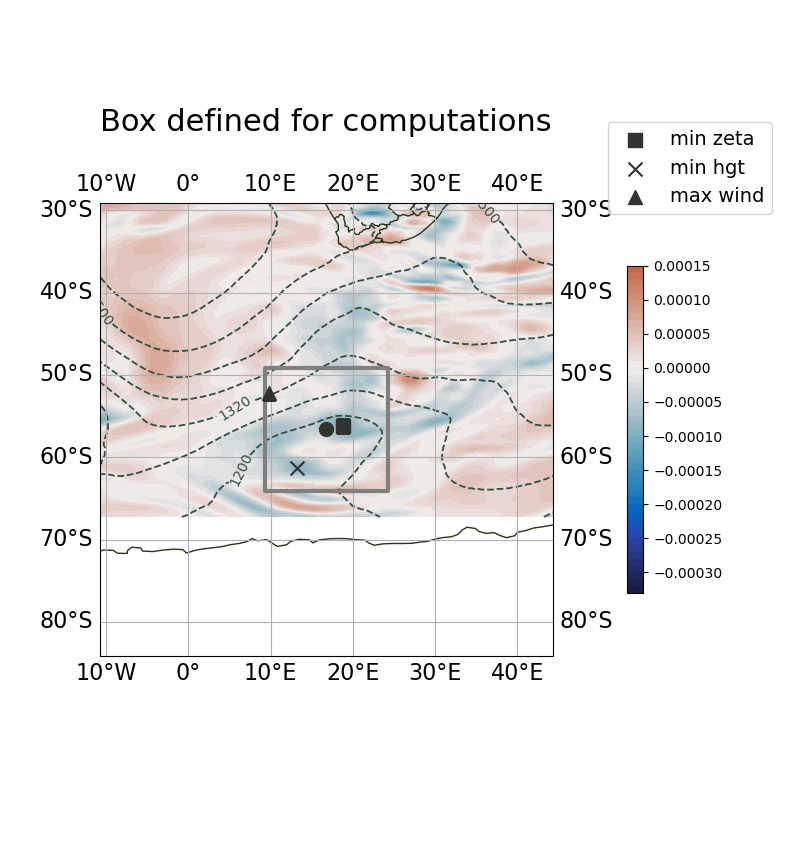 Box defined for computations
min zeta
min hgt
max wind
10°W 0° 10°E 20°E 30°E 40°E
30°S 30°S
40°S 40°S
50°S 50°S
60°S 60°S
70°S 70°S
80°S 80°S
10°W 0° 10°E 20°E 30°E 40°E
1320
1200
0.00015
0.00010
0.00005
0.00000
−0.00005
−0.00010
−0.00015
−0.00020
−0.00025
−0.00030